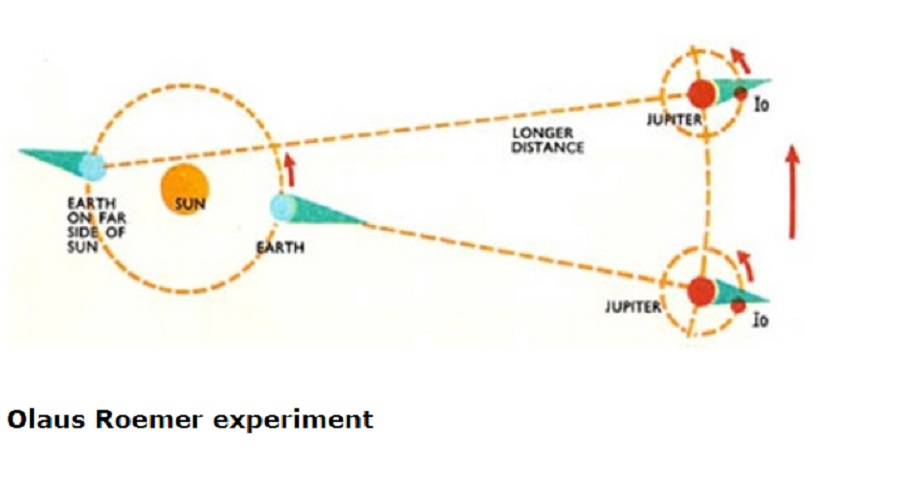 JUPITER
Io
LONGER
DISTANCE
EARTH
ON FAR
SIDE OF
SUN
SUN
EARTH
JUPITER
Io
Olaus Roemer experiment